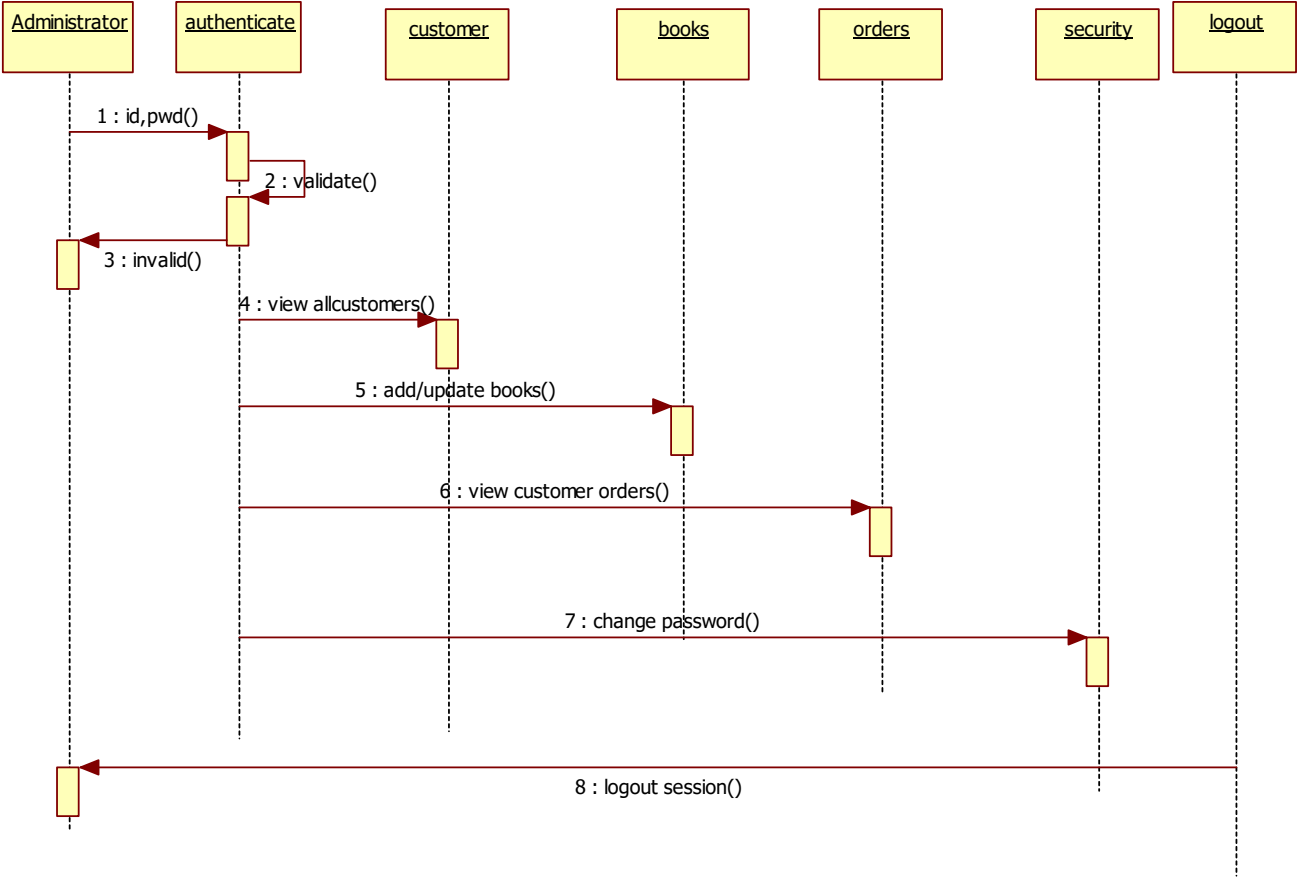 Administrator
authenticate
customer
books
orders
security
logout
1 : id,pwd()
2 : validate()
3 : invalid()
4 : view allcustomers()
5 : add/update books()
6 : view customer orders()
7 : change password()
8 : logout session()